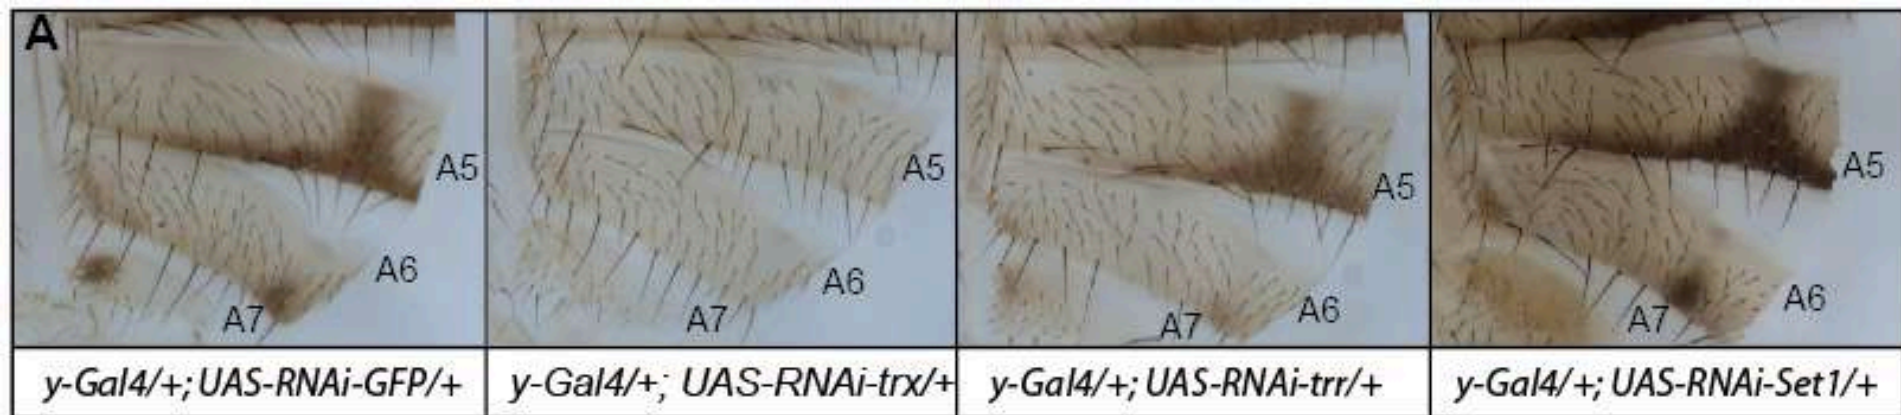 A
A5
A6
A7
A5
A6
A7
A5
A6
A7
A5
A6
A7
y-Gal4/+; UAS-RNAi-GFP/+
y-Gal4/+; UAS-RNAi-trx/+
y-Gal4/+; UAS-RNAi-trr/+
y-Gal4/+; UAS-RNAi-Set1/+